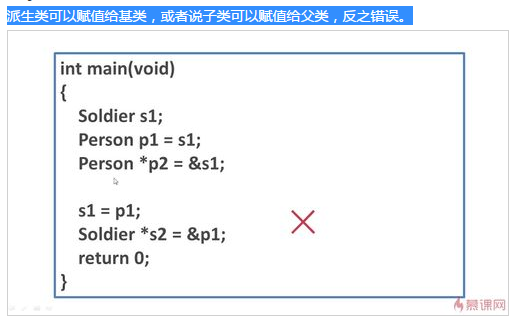 派生类可以赋值给基类，或者说子类可以赋值给父类，反之错误。
int main(void)
{
Soldier s1;
Person p1 = s1;
Person *p2 = &s1;
s1 = p1;
Soldier *s2 = &p1;
return 0;
}
慕课网